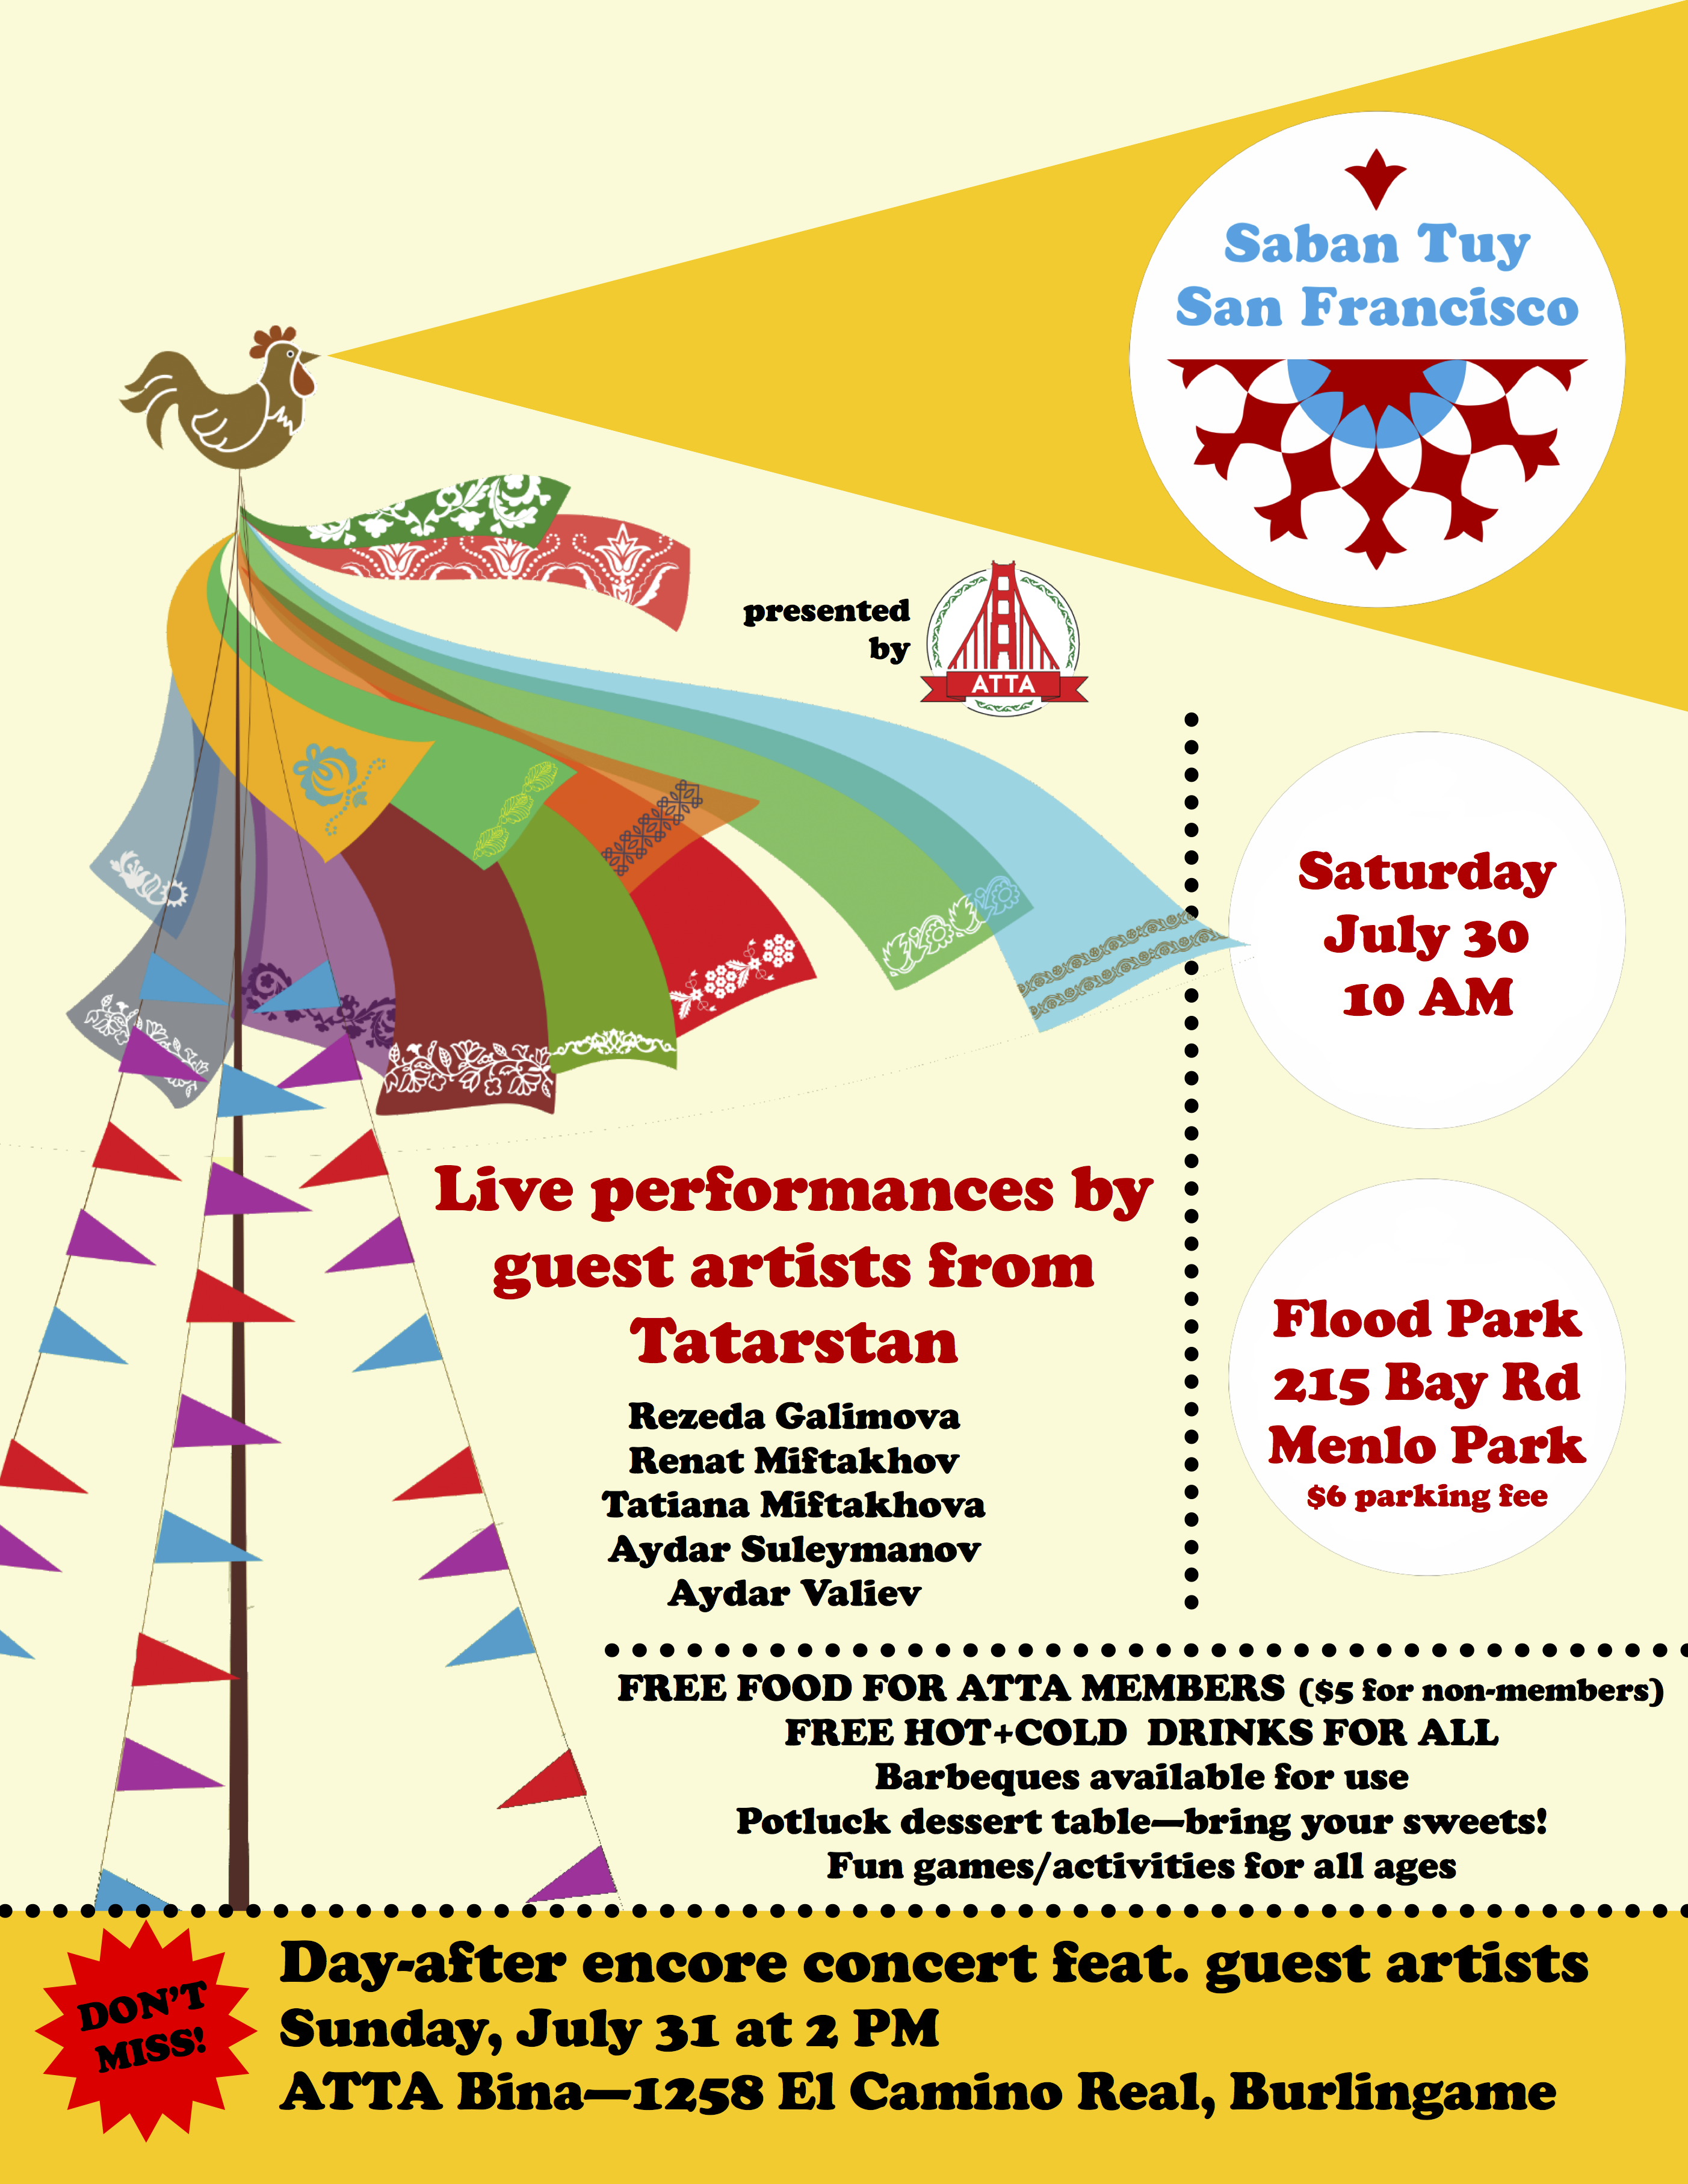 Saban Tuy
San Francisco
presented
by
ATTA
Saturday
July 30
10 AM
Flood Park
215 Bay Rd
Menlo Park
$6 parking fee
Live performances by
guest artists from
Tatarstan
Rezeda Galimova
Renat Miftakhov
Tatiana Miftakhova
Aydar Suleymanov
Aydar Valiev
FREE FOOD FOR ATTA MEMBERS ($5 for non-members)
FREE HOT+COLD DRINKS FOR ALL
Barbeques available for use
Potluck dessert table—bring your sweets!
Fun games/activities for all ages
DON'T
MISS!
Day-after encore concert feat. guest artists
Sunday, July 31 at 2 PM
ATTA Bina—1258 El Camino Real, Burlingame